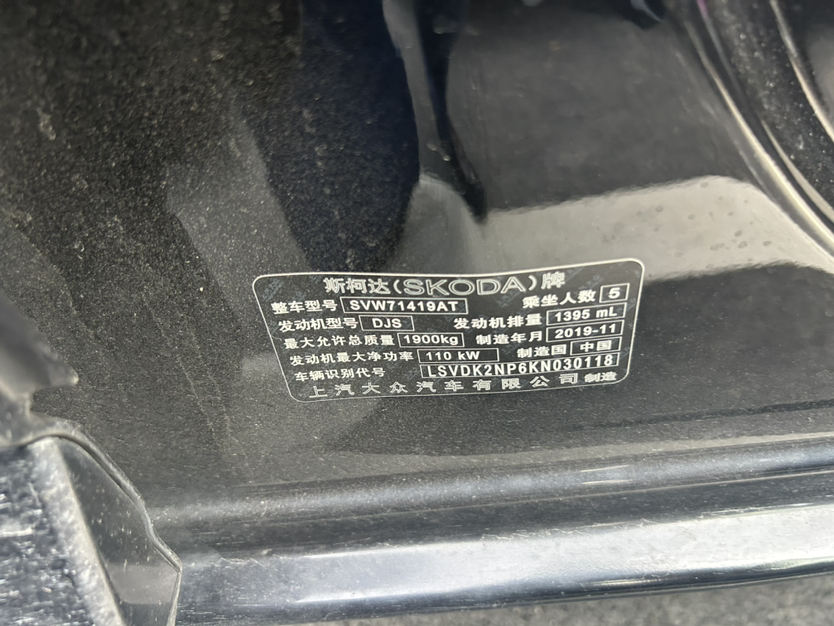 斯柯达(SKODA)牌
整车型号 SVW71419AT 乘坐人数 5
发动机型号 DJS 发动机排量 1395 mL
最大允许总质量 1900kg 制造年月 2019-11
发动机最大净功率 110 kW 制造国 中国
车辆识别代号 LSVDK2NP6KN030118
上汽大众汽车有限公司 制造